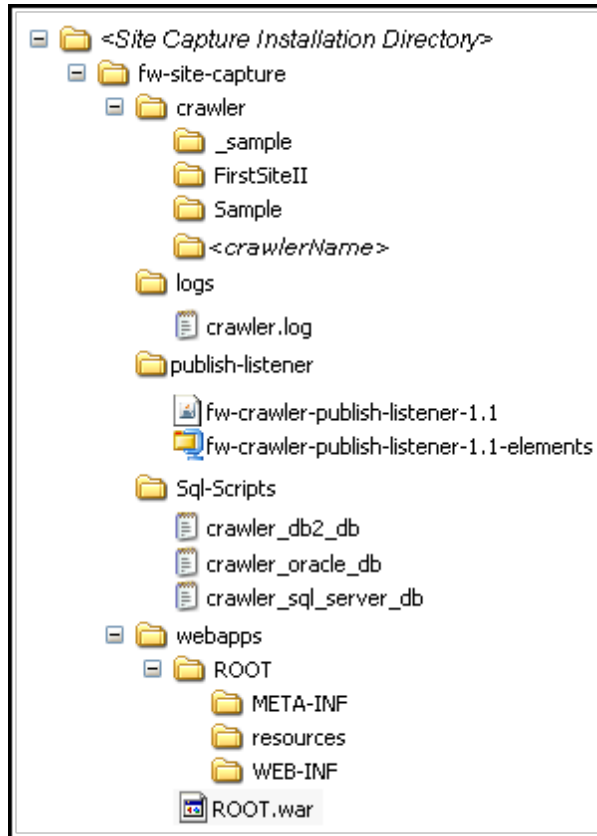 <Site Capture Installation Directory>
fw-site-capture
crawler
_sample
FirstSiteII
Sample
<crawlerName>
logs
crawler.log
publish-listener
fw-crawler-publish-listener-1.1
fw-crawler-publish-listener-1.1-elements
Sql-Scripts
crawler_db2_db
crawler_oracle_db
crawler_sql_server_db
webapps
ROOT
META-INF
resources
WEB-INF
ROOT.war